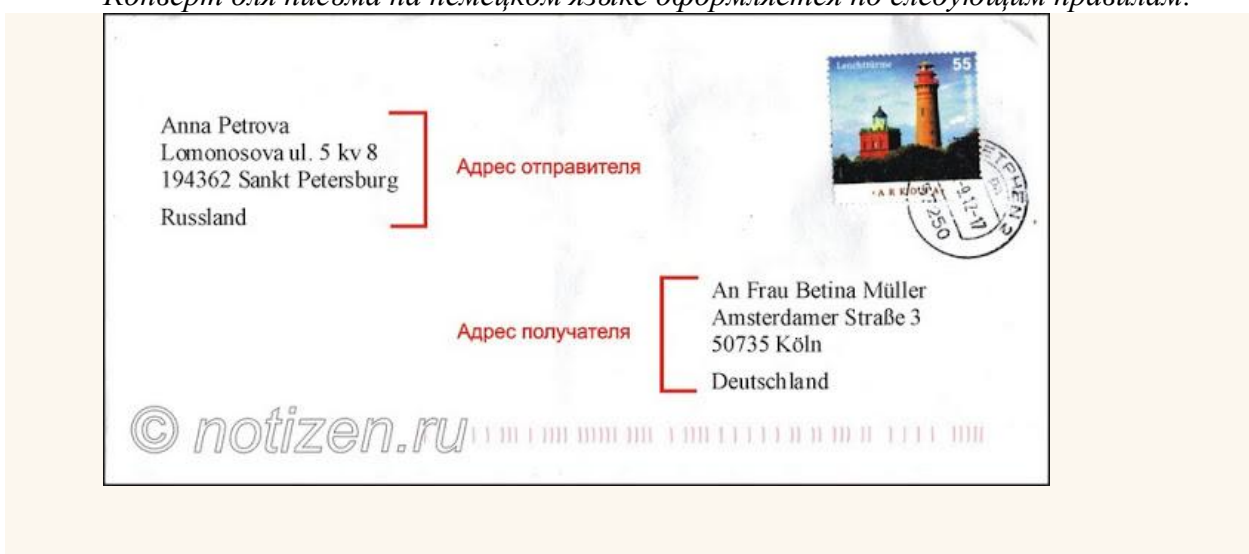 Конверт для письма на немецком языке оформляется по следующим правилам:
Leuchttürme 55
Anna Petrova
Lomonosova ul. 5 kv 8
194362 Sankt Petersburg
Russland
Адрес отправителя
ARKONA
An Frau Betina Müller
Amsterdamer Straße 3
50735 Köln
Deutschland
Адрес получателя
© notizen.ru